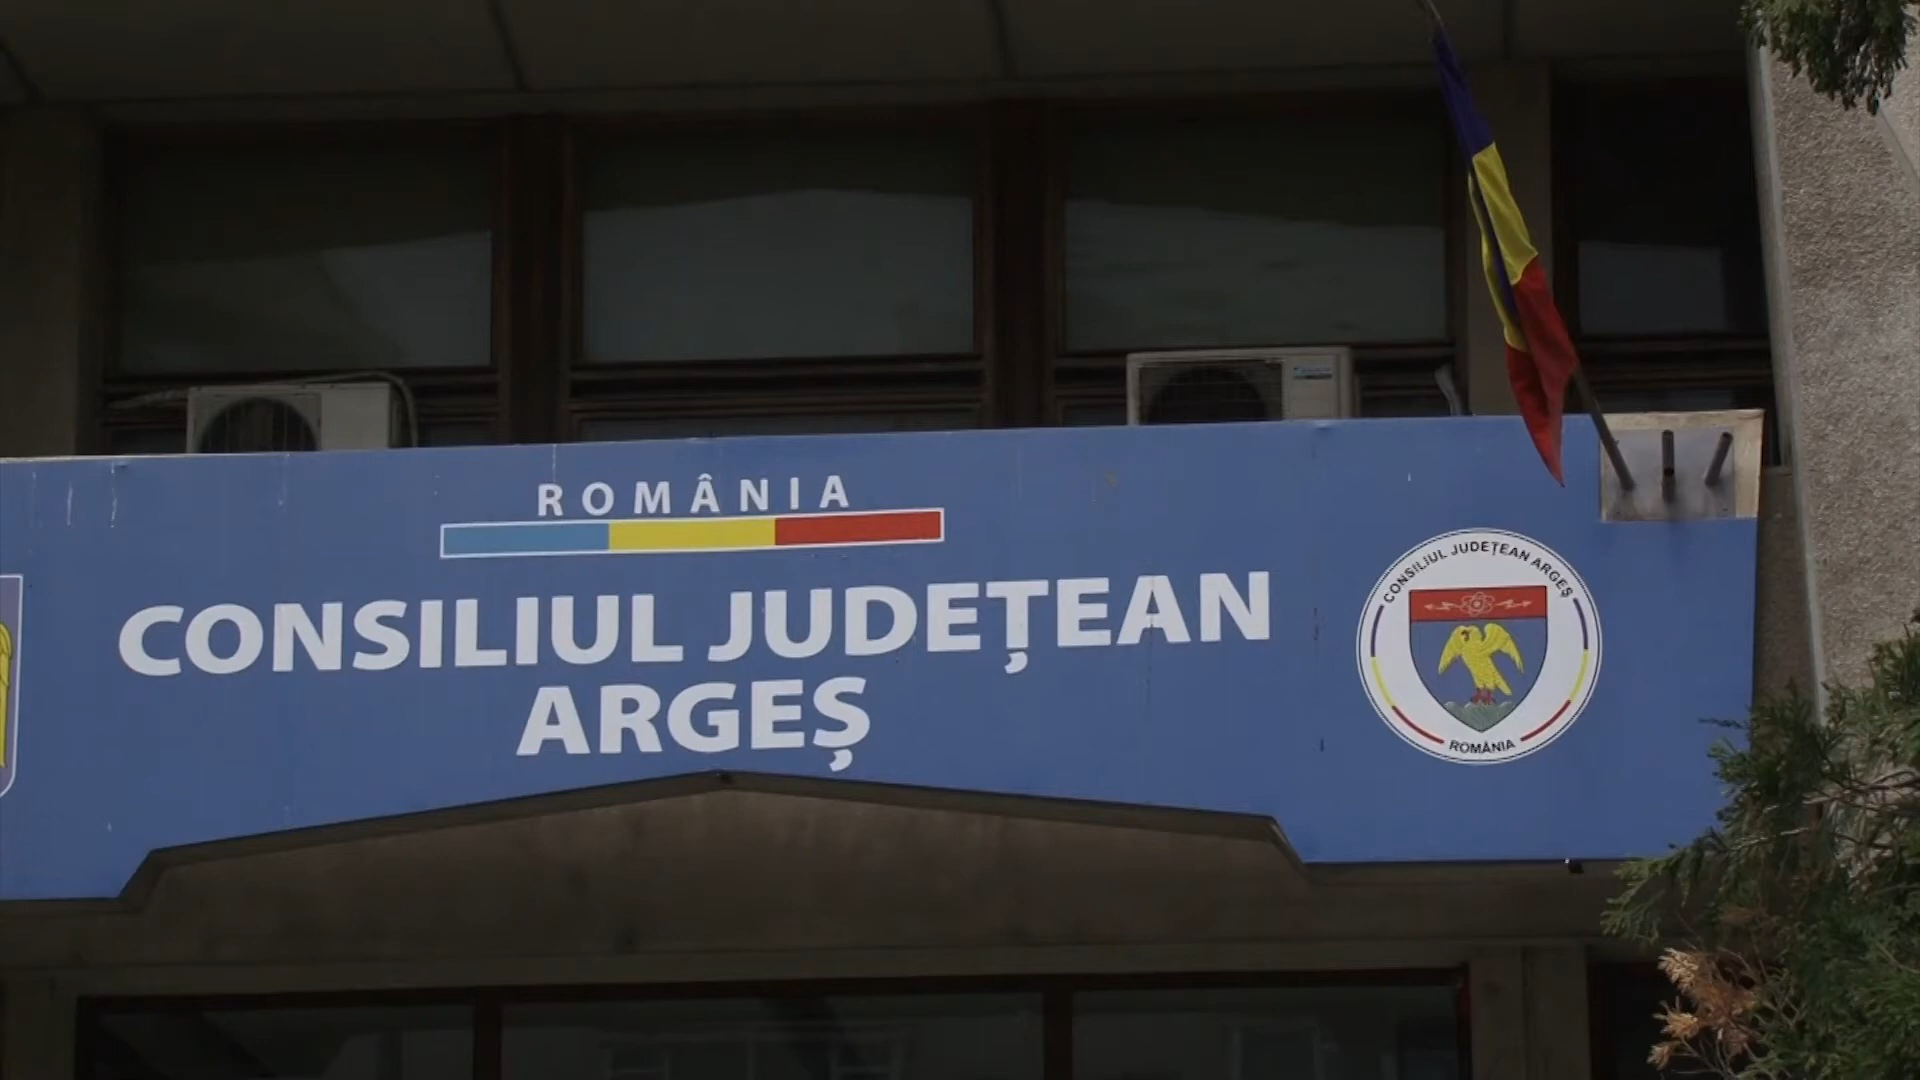 ROMÂNIA
CONSILIUL JUDEȚEAN
ARGEȘ
CONSILIUL JUDEȚEAN ARGEȘ
ROMÂNIA